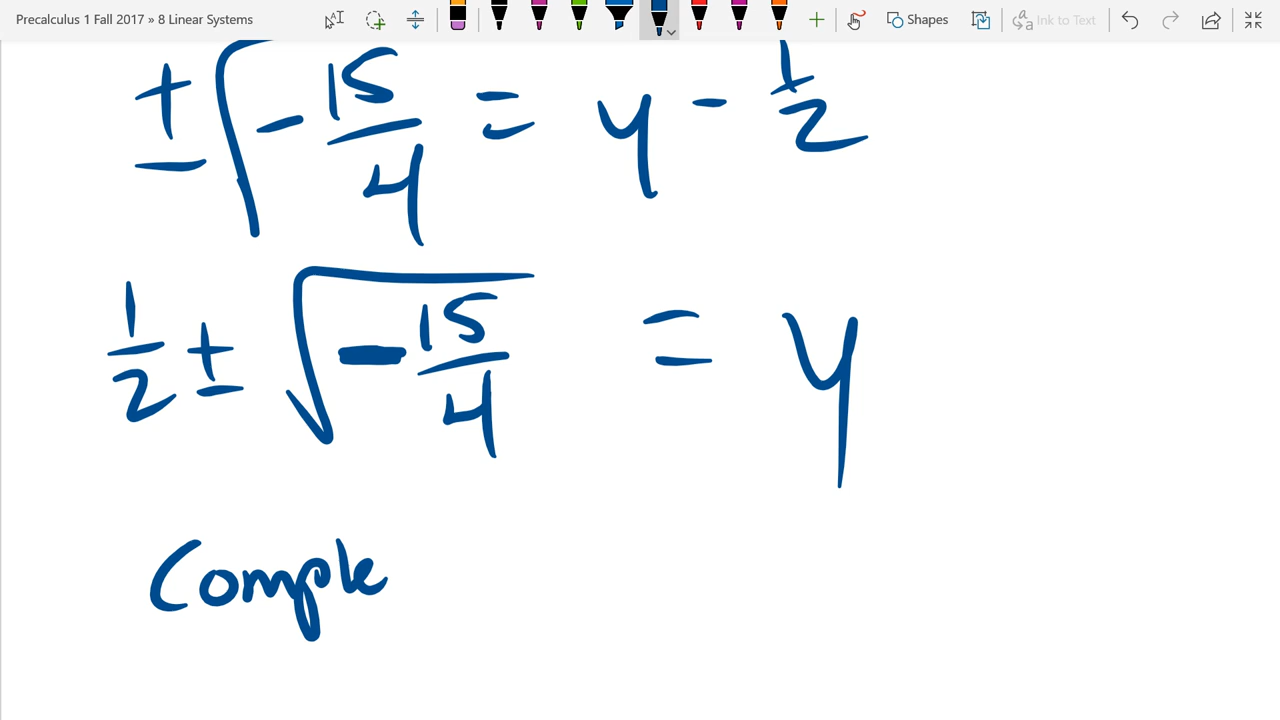 Precalculus 1 Fall 2017 » 8 Linear Systems
Shapes
Ink to Text
± √ - 15/4 = y - 1/2
1/2 ± √ - 15/4 = y
Comple